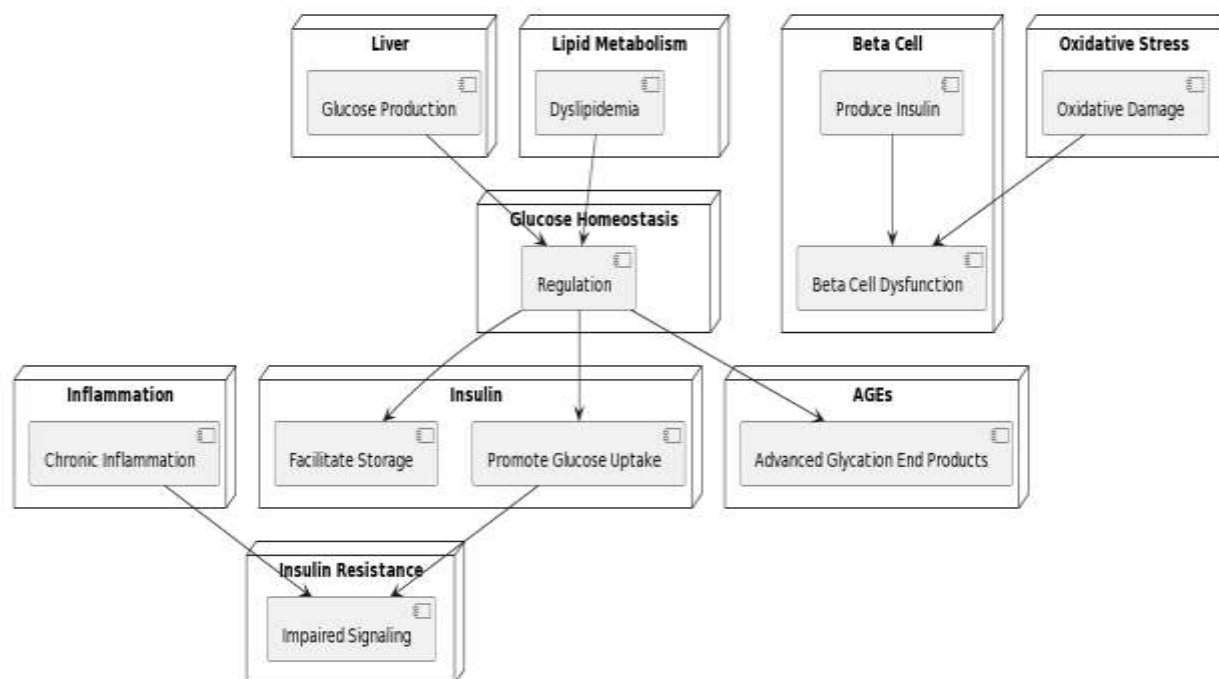 Liver
Lipid Metabolism
Beta Cell
Oxidative Stress
Glucose Production
Dyslipidemia
Produce Insulin
Oxidative Damage
Glucose Homeostasis
Regulation
Beta Cell Dysfunction
Inflammation
Insulin
AGEs
Chronic Inflammation
Facilitate Storage
Promote Glucose Uptake
Advanced Glycation End Products
Insulin Resistance
Impaired Signaling